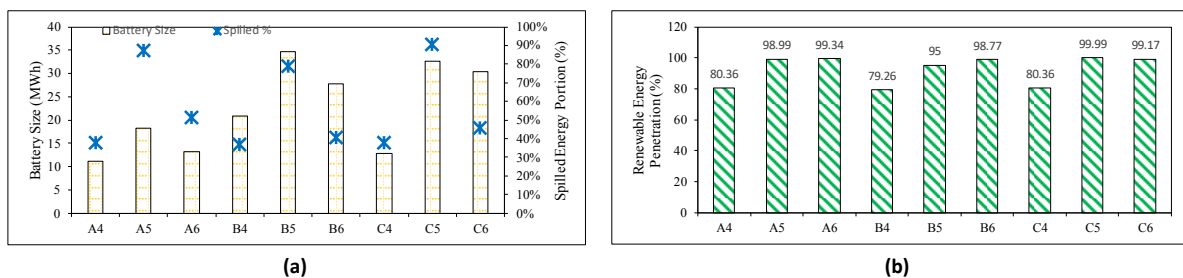 Battery Size
Spilled %
Battery Size (MWh)
40
35
30
25
20
15
10
5
0
Spilled Energy Portion (%)
100%
90%
80%
70%
60%
50%
40%
30%
20%
10%
0%
A4 A5 A6 B4 B5 B6 C4 C5 C6
(a)
Renewable Energy
Penetration (%)
120
100
80
60
40
20
0
80.36 98.99 99.34 79.26 95 98.77 80.36 99.99 99.17
A4 A5 A6 B4 B5 B6 C4 C5 C6
(b)